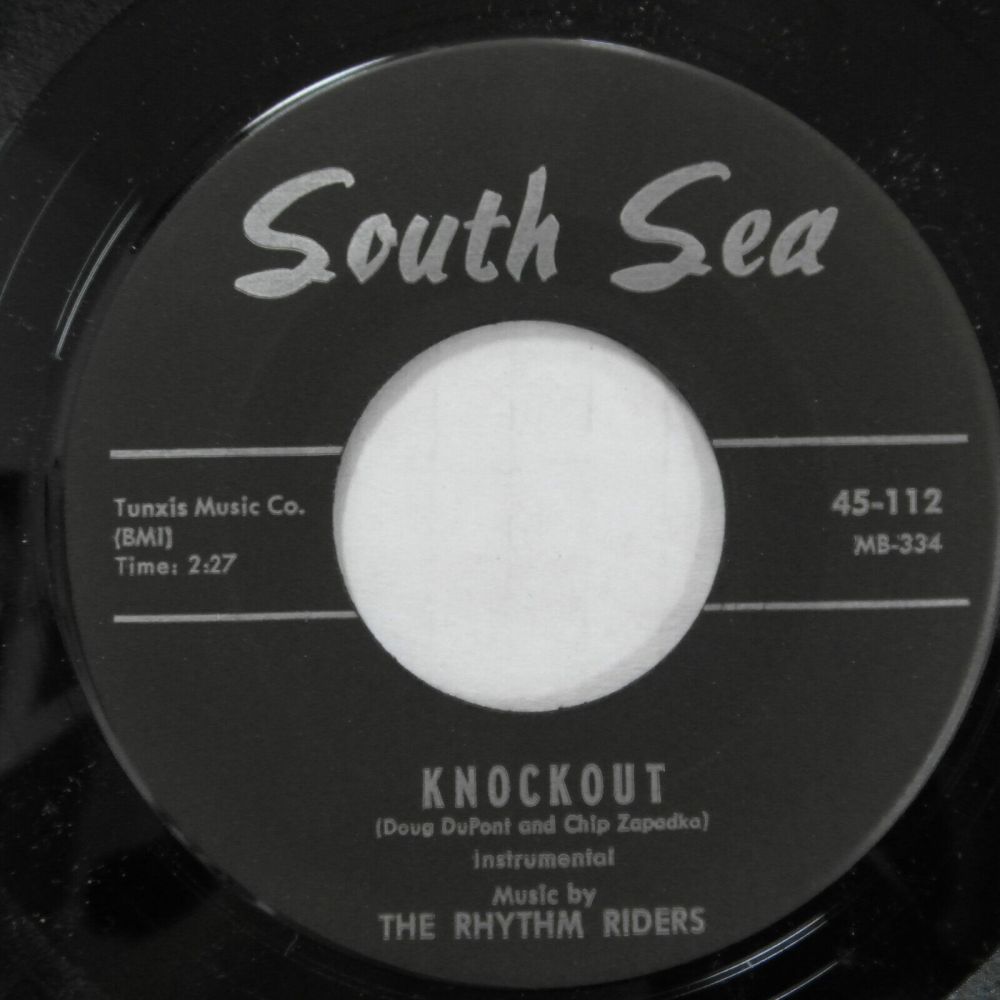 South Sea
Tunxis Music Co.
(BMI)
Time: 2:27
45-112
MB-334
KNOCKOUT
(Doug DuPont and Chip Zapadka)
Instrumental
Music by
THE RHYTHM RIDERS